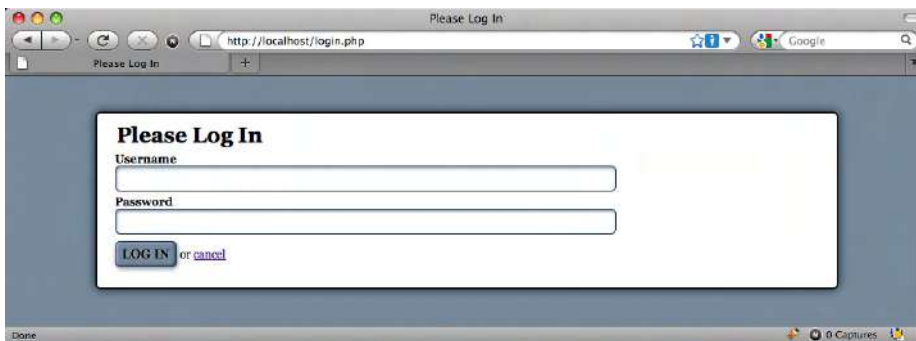 Please Log In
http://localhost/login.php
Google
Please Log In
Please Log In
Username
Password
LOG IN or cancel
Done
0 Captures